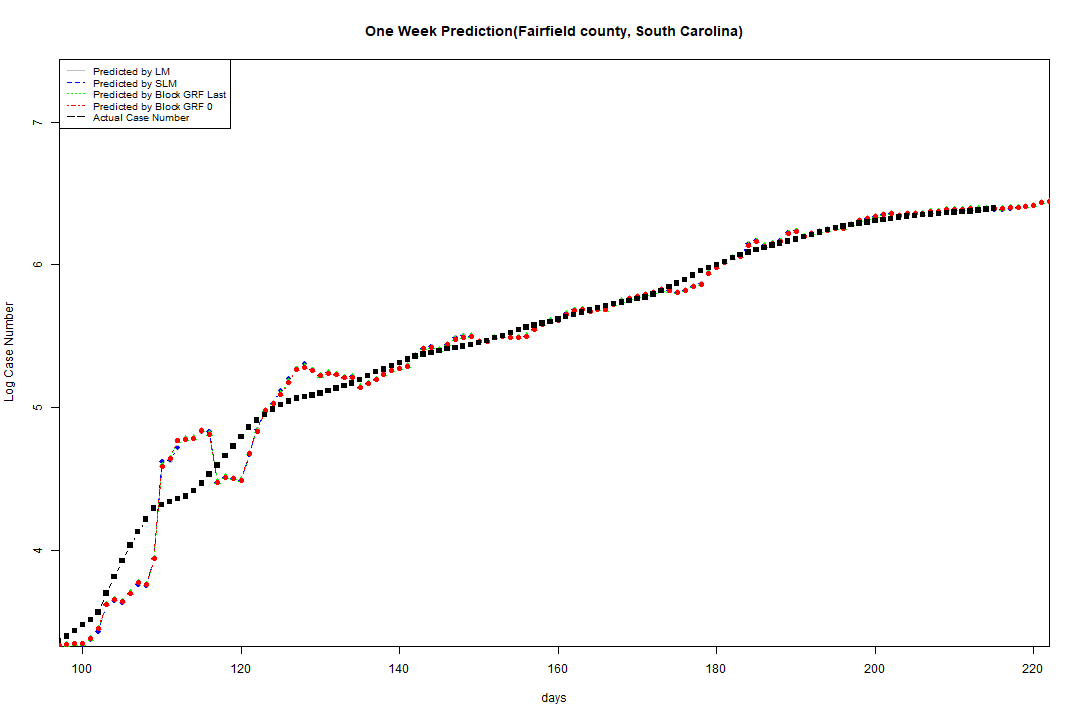 One Week Prediction(Fairfield county, South Carolina)
Predicted by LM
Predicted by SLM
Predicted by Block GRF Last
Predicted by Block GRF 0
Actual Case Number
7
6
5
4
Log Case Number
100 120 140 160 180 200 220
days